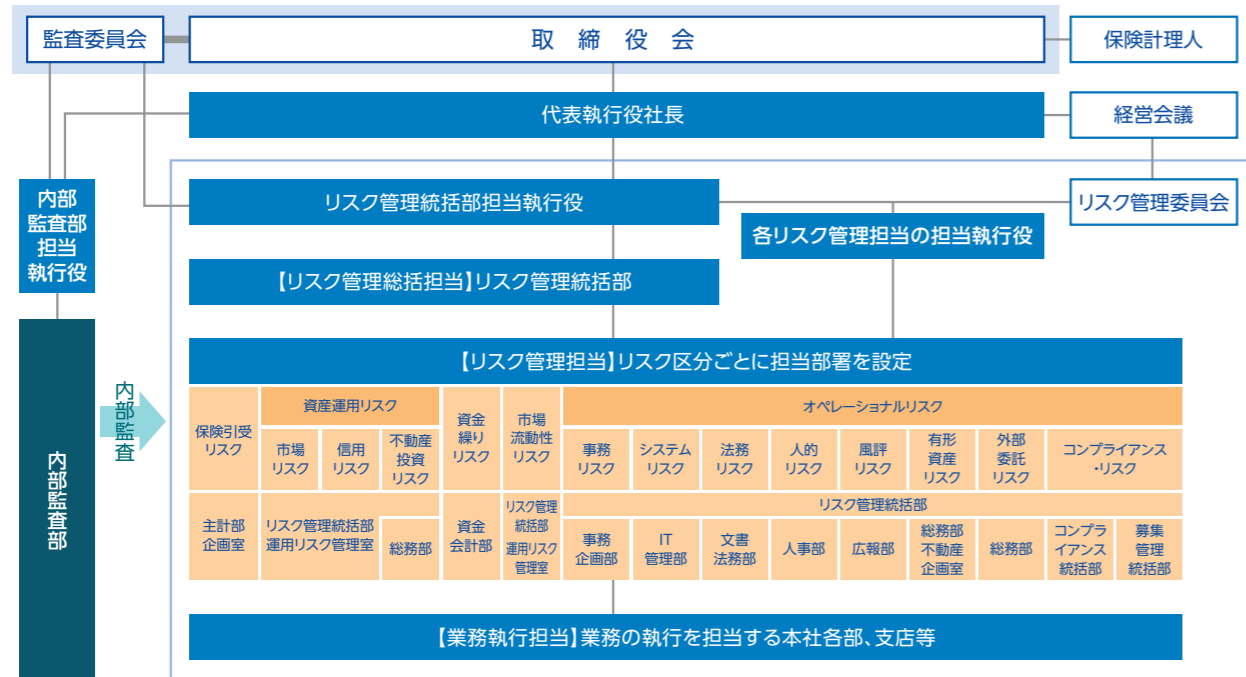 監査委員会
取締役会
保険計理人
代表執行役社長
経営会議
内部
監査部
担当
執行役
リスク管理統括部担当執行役
リスク管理委員会
各リスク管理担当の担当執行役
【リスク管理総括担当】リスク管理統括部
内部監査部
内部監査
【リスク管理担当】リスク区分ごとに担当部署を設定
保険引受
リスク
資産運用リスク
市場
リスク
信用
リスク
不動産
投資
リスク
資金
繰り
リスク
市場
流動性
リスク
オペレーショナルリスク
事務
リスク
システム
リスク
法務
リスク
人的
リスク
風評
リスク
有形
資産
リスク
外部
委託
リスク
コンプライアンス
・リスク
主計部
企画室
リスク管理統括部
運用リスク管理室
総務部
資金
会計部
リスク管理
統括部
運用リスク
管理室
リスク管理統括部
事務
企画部
IT
管理部
文書
法務部
人事部
広報部
総務部
不動産
企画室
総務部
コンプラ
イアンス
統括部
募集
管理
統括部
【業務執行担当】業務の執行を担当する本社各部、支店等